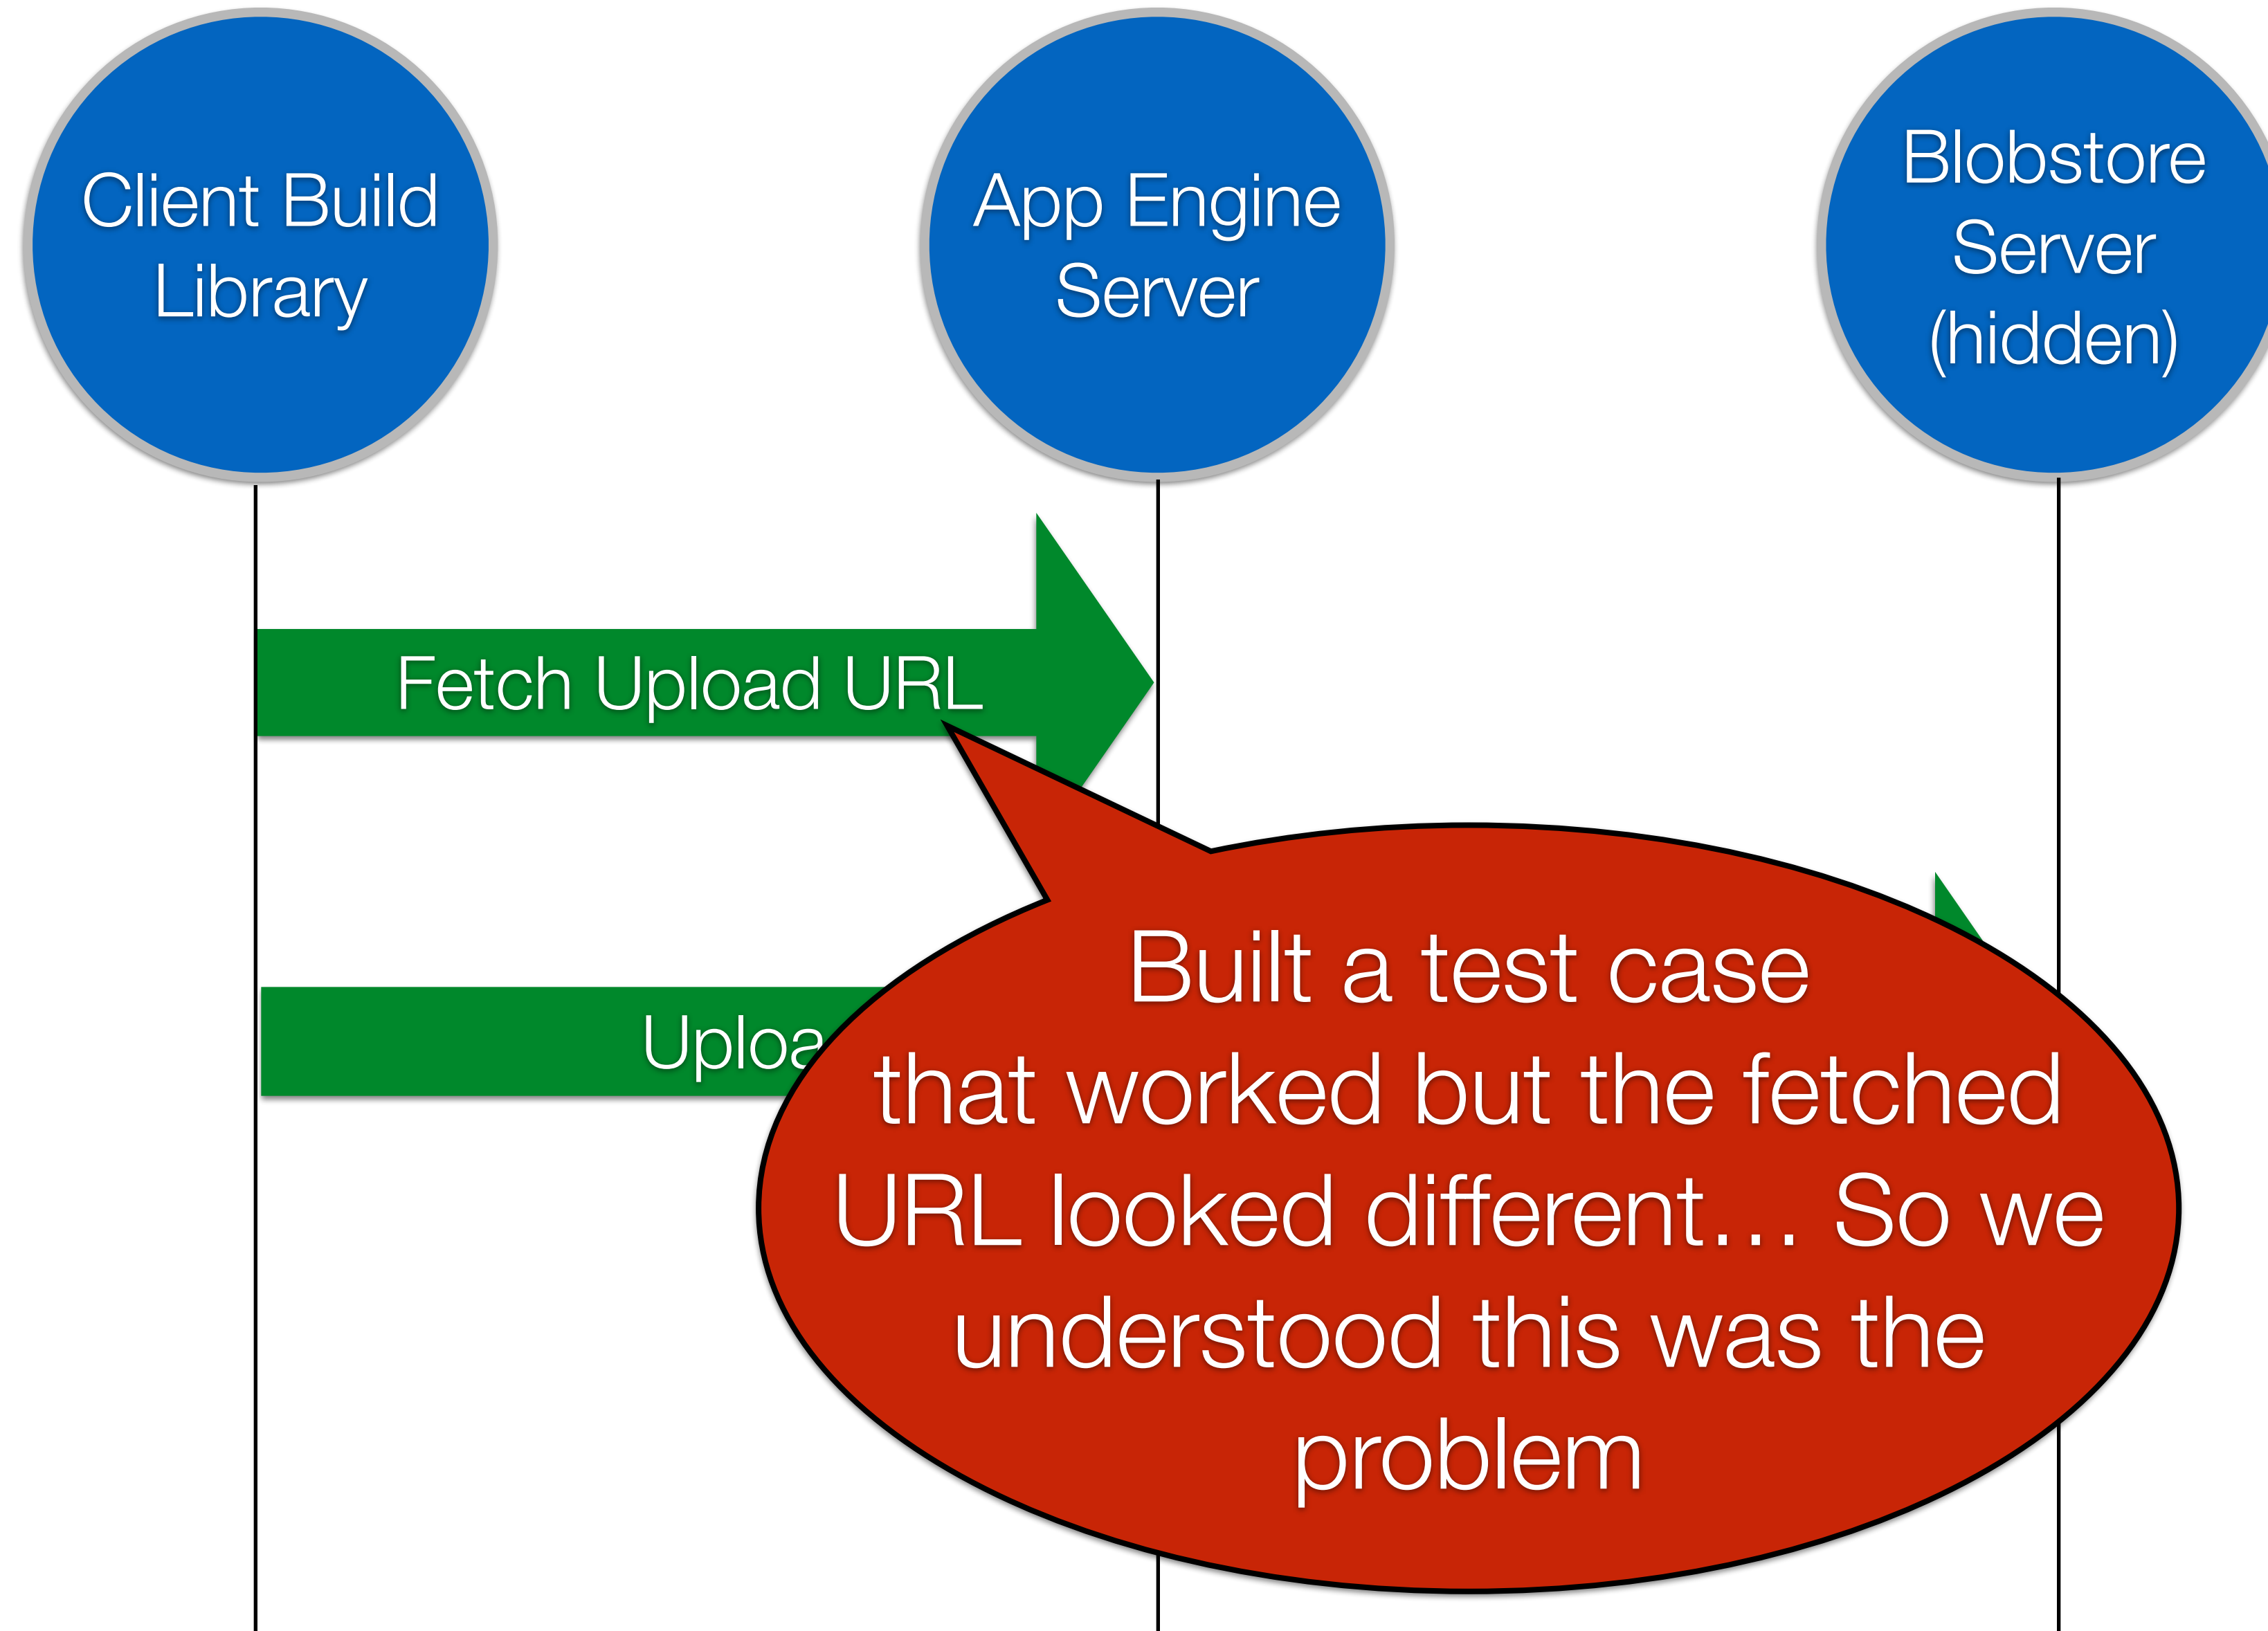 Client Build
Library
App Engine
Server
Blobstore
Server
(hidden)
Fetch Upload URL
Built a test case
that worked but the fetched
URL looked different... So we
understood this was the
problem